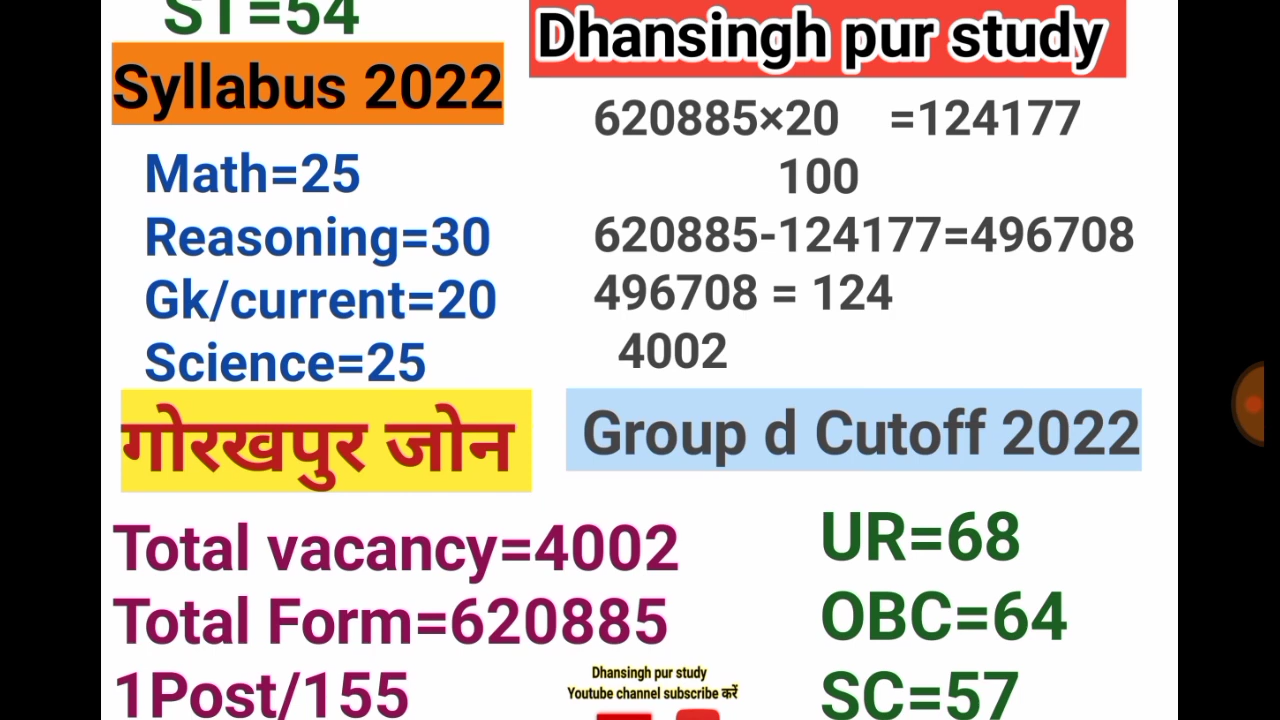 ST=54
Syllabus 2022
Math=25
Reasoning=30
Gk/current=20
Science=25
Dhansingh pur study
620885×20 =124177
100
620885-124177=496708
496708 = 124
4002
गोरखपुर जोन
Group d Cutoff 2022
Total vacancy=4002
Total Form=620885
1Post/155
UR=68
OBC=64
SC=57
Dhansingh pur study
Youtube channel subscribe करें